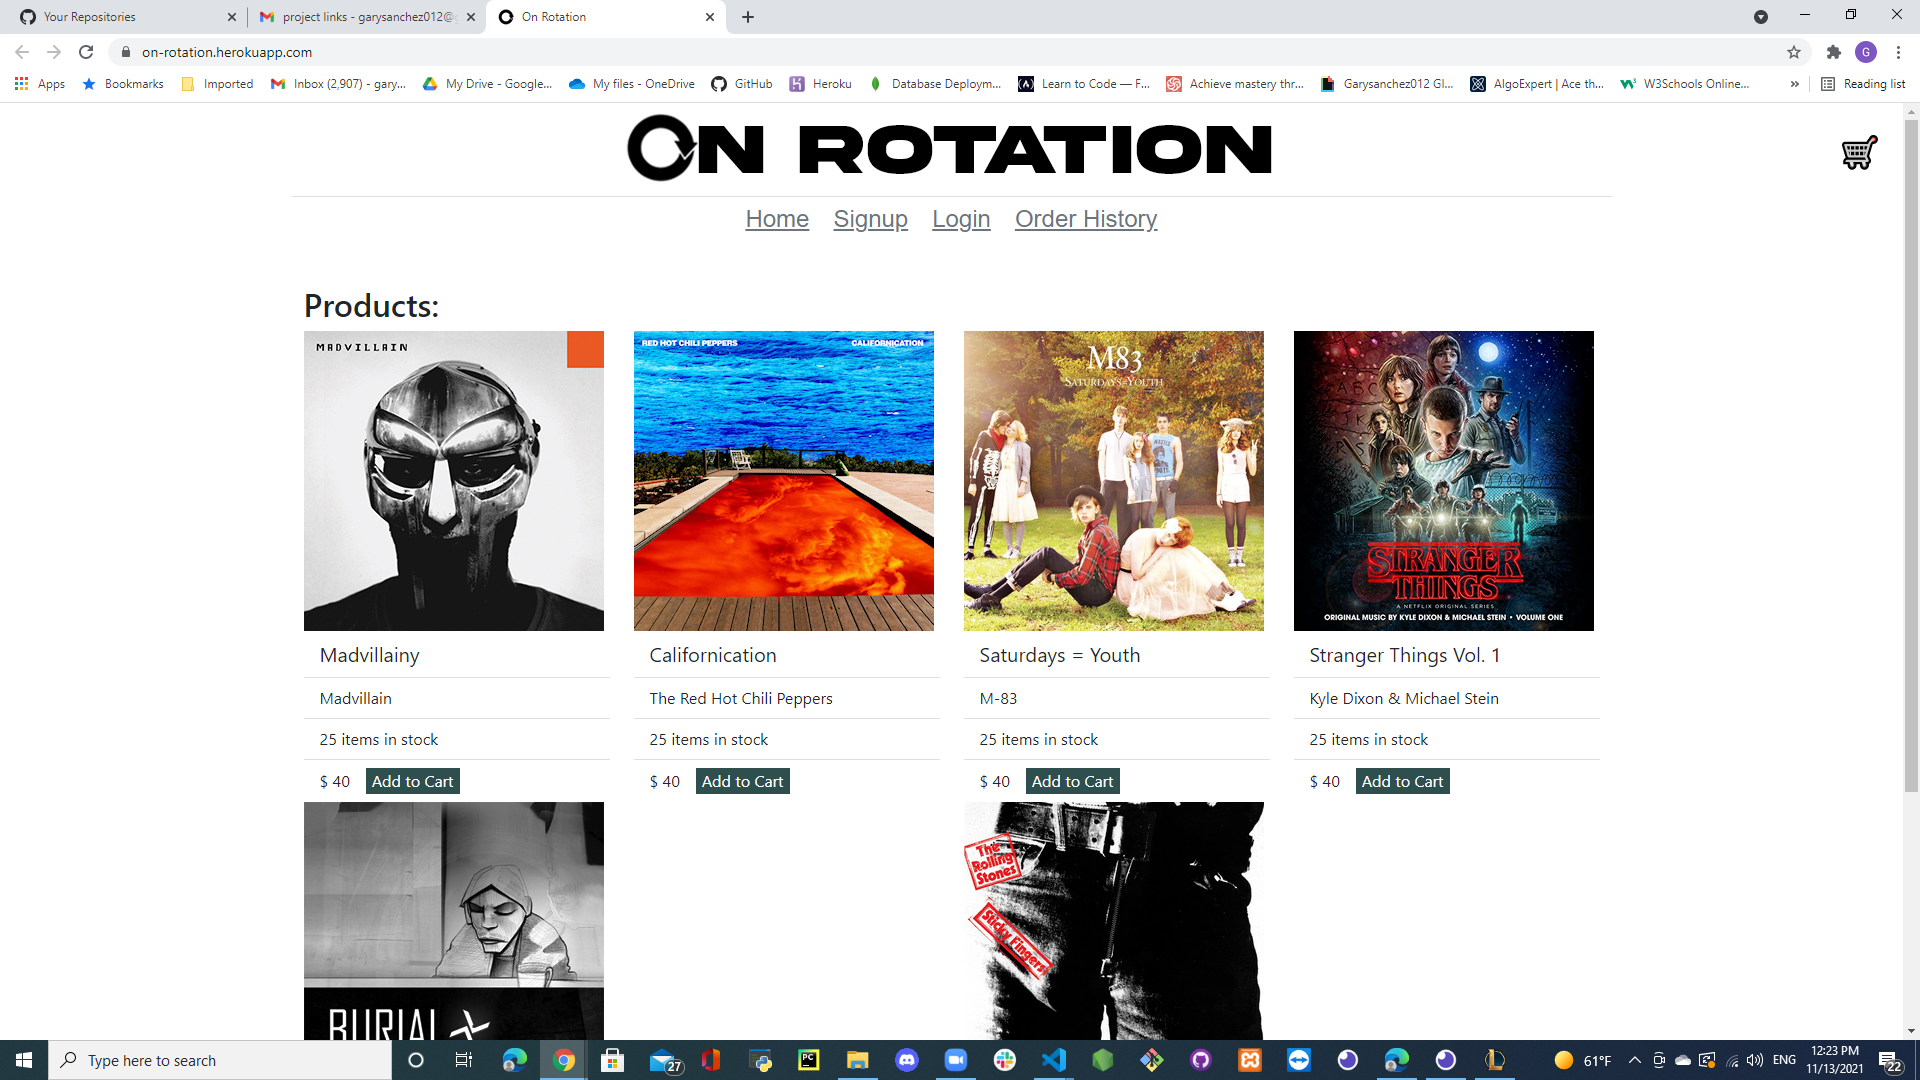 Your Repositories
project links - garysanchez012@
On Rotation
on-rotation.herokuapp.com
G
Apps
Bookmarks
Imported
Inbox (2,907) - gary...
My Drive - Google...
My files - OneDrive
GitHub
Heroku
Database Deploym...
Learn to Code — F...
Achieve mastery thr...
Garysanchez012 Gl...
AlgoExpert | Ace th...
W3Schools Online...
»
Reading list
ON ROTATION
Home Signup Login Order History
Products:
MADVILLAIN
RED HOT CHILI PEPPERS CALIFORNICATION
M83
SATURDAYS=YOUTH
STRANGER
THINGS
A NETFLIX ORIGINAL SERIES
ORIGINAL MUSIC BY KYLE DIXON & MICHAEL STEIN • VOLUME ONE
Madvillainy
Californication
Saturdays = Youth
Stranger Things Vol. 1
Madvillain
The Red Hot Chili Peppers
M-83
Kyle Dixon & Michael Stein
25 items in stock
25 items in stock
25 items in stock
25 items in stock
$ 40 Add to Cart
$ 40 Add to Cart
$ 40 Add to Cart
$ 40 Add to Cart
BURIAL
The
Rolling
Stones
Sticky Fingers
Type here to search
27
PC
61°F
ENG
12:23 PM
11/13/2021
22